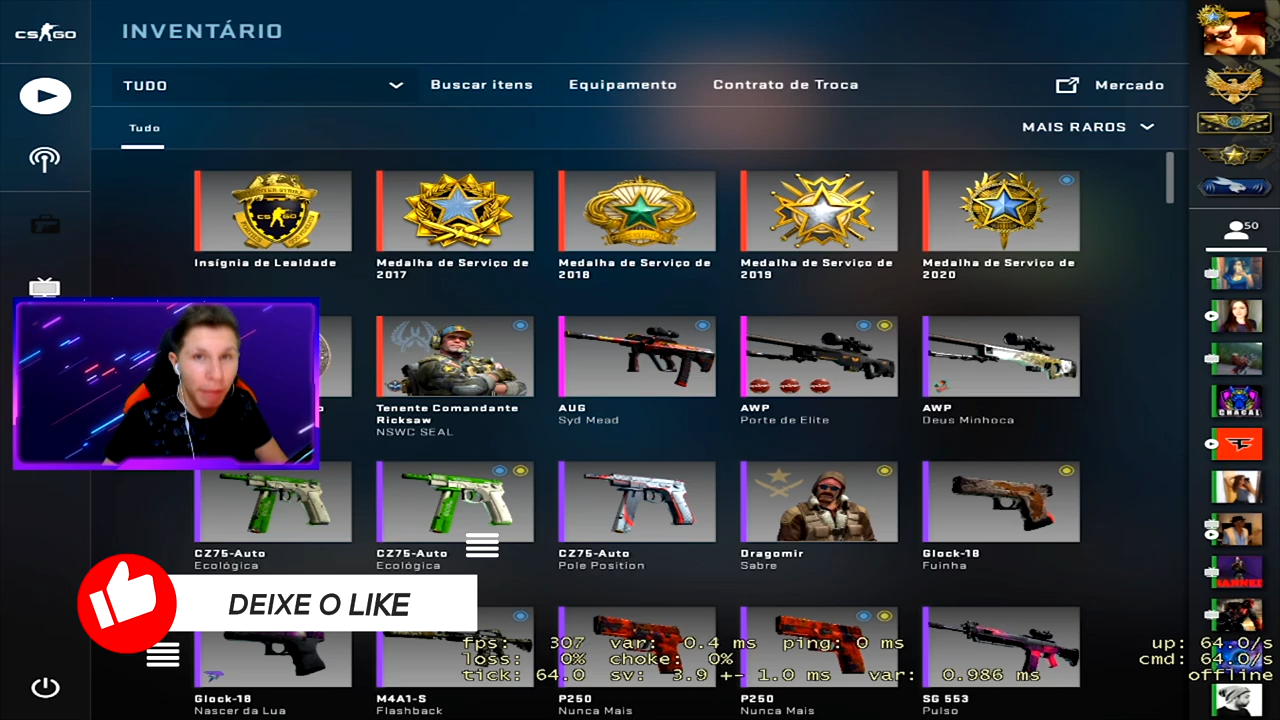 CS GO
INVENTÁRIO
TUDO
Buscar itens
Equipamento
Contrato de Troca
Mercado
Tudo
MAIS RAROS
Insígnia de Lealdade
Medalha de Serviço de
2017
Medalha de Serviço de
2018
Medalha de Serviço de
2019
Medalha de Serviço de
2020
50
Tenente Comandante
Ricksaw
NSWC SEAL
AUG
Syd Mead
AWP
Porte de Elite
AWP
Deus Minhoca
CHACAL
CZ75-Auto
Ecológica
CZ75-Auto
Ecológica
CZ75-Auto
Pole Position
Dragomir
Sabre
Glock-18
Fuinha
DEIXE O LIKE
fps: 307 var: 0.4 ms ping: 0 ms
loss: 0% choke: 0%
tick: 64.0 sv: 3.9 +- 1.0 ms var: 0.986 ms
up: 64.0/s
cmd: 64.0/s
offline
Glock-18
Nascer da Lua
M4A1-S
Flashback
P250
Nunca Mais
P250
Nunca Mais
SG 553
Pulso